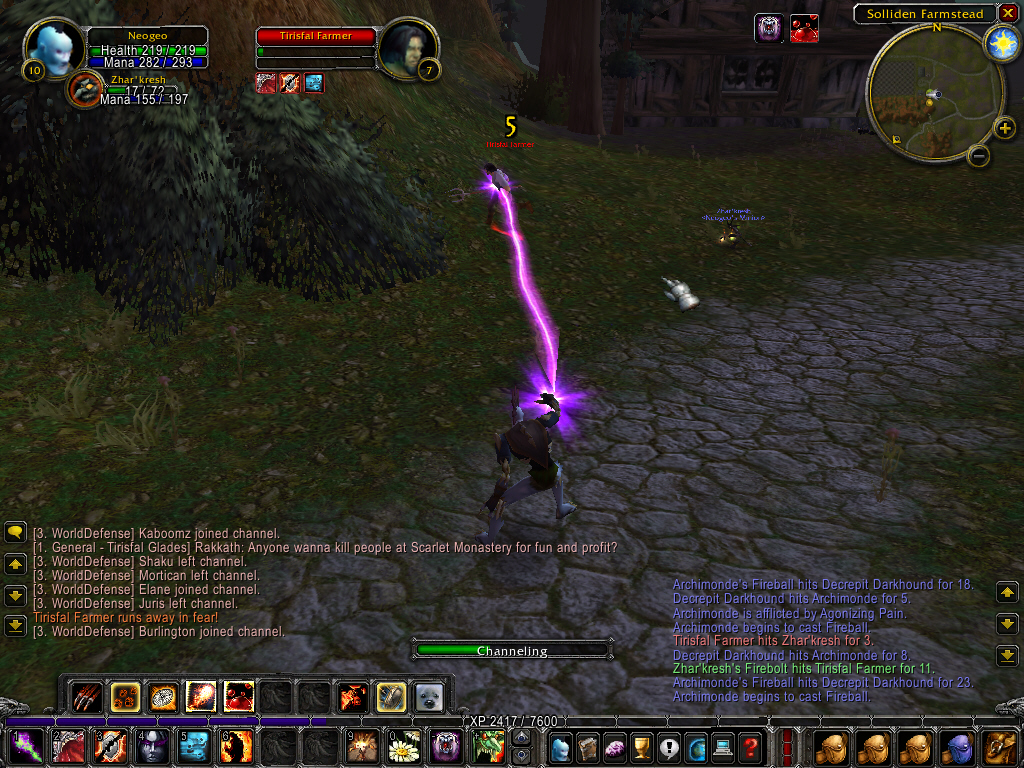 Neogeo
Health 219 / 219
Mana 282 / 293
10
Zhar'kresh
17 / 72
Mana 155 / 197
Tirisfal Farmer
7
Solliden Farmstead
N
5
Tirisfal Farmer
Zhar'kresh
<Neogeo's Minion>
[3. WorldDefense] Kaboomz joined channel.
[1. General - Tirisfal Glades] Rakkath: Anyone wanna kill people at Scarlet Monastery for fun and profit?
[3. WorldDefense] Shaku left channel.
[3. WorldDefense] Mortican left channel.
[3. WorldDefense] Elane joined channel.
[3. WorldDefense] Juris left channel.
Tirisfal Farmer runs away in fear!
[3. WorldDefense] Burlington joined channel.
Archimonde's Fireball hits Decrepit Darkhound for 18.
Decrepit Darkhound hits Archimonde for 5.
Archimonde is afflicted by Agonizing Pain.
Archimonde begins to cast Fireball.
Tirisfal Farmer hits Zhar'kresh for 3.
Decrepit Darkhound hits Archimonde for 8.
Zhar'kresh's Firebolt hits Tirisfal Farmer for 11.
Archimonde's Fireball hits Decrepit Darkhound for 23.
Archimonde begins to cast Fireball.
Channeling
XP 2417 / 7600